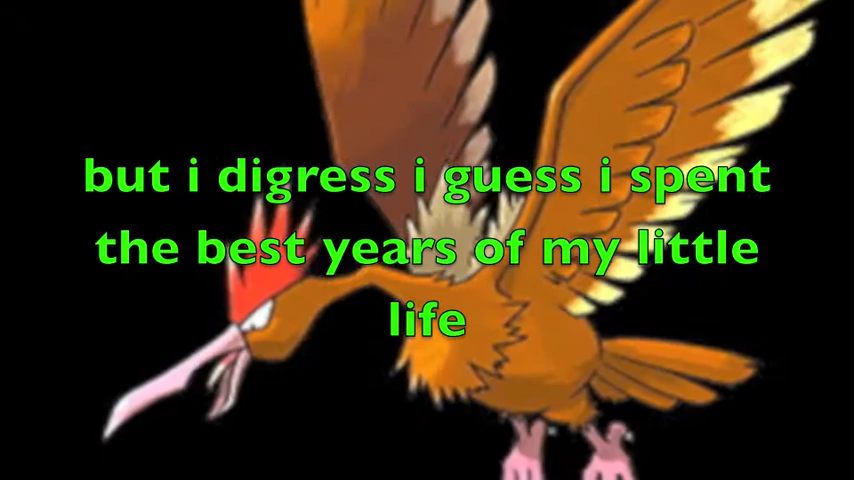 but i digress i guess i spent
the best years of my little
life